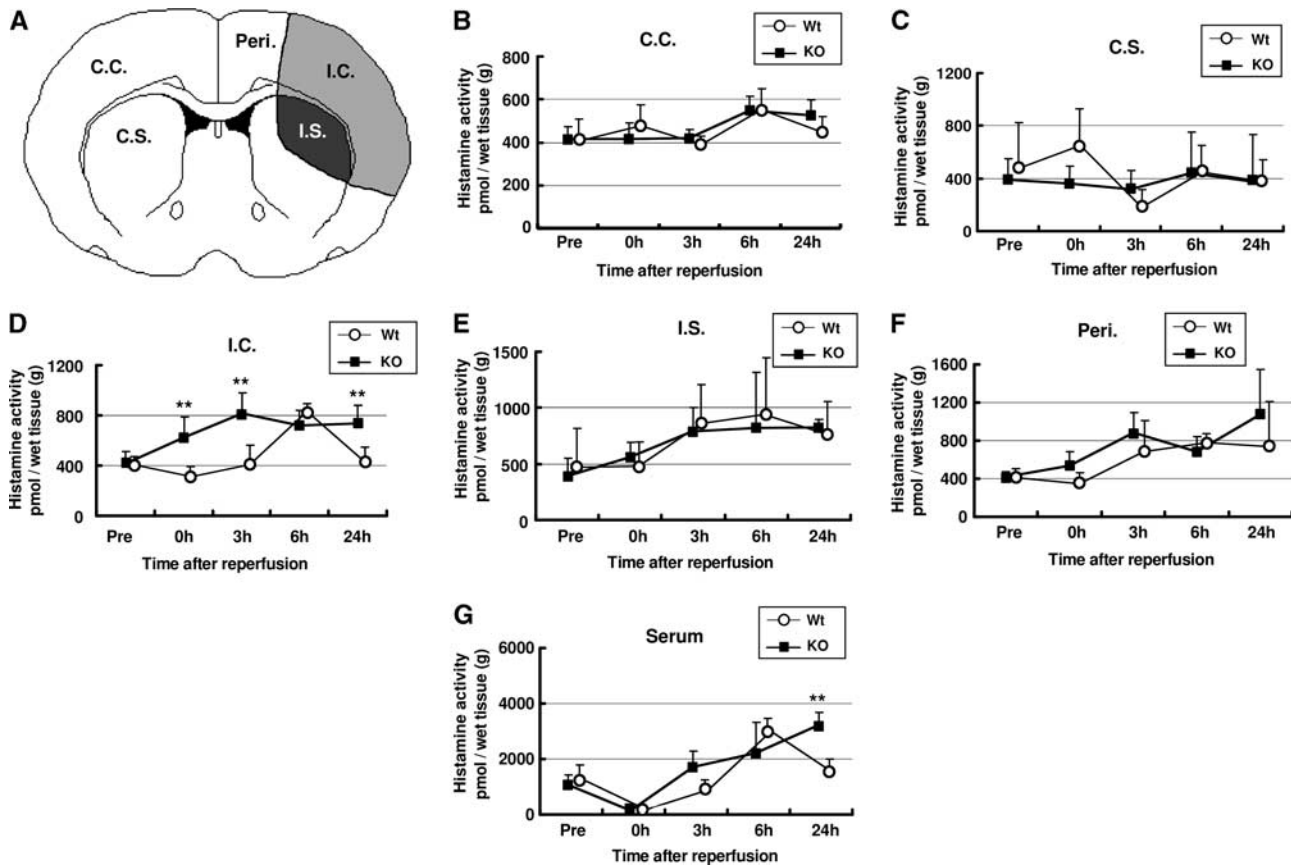 A
Peri.
C.C.
I.C.
C.S.
I.S.
B
C.C.
Wt
KO
Histamine activity
pmol / wet tissue (g)
800
600
400
200
0
Pre 0h 3h 6h 24h
Time after reperfusion
C
C.S.
Wt
KO
Histamine activity
pmol / wet tissue (g)
1200
800
400
0
Pre 0h 3h 6h 24h
Time after reperfusion
D
I.C.
Wt
KO
Histamine activity
pmol / wet tissue (g)
1200
800
400
0
** ** **
Pre 0h 3h 6h 24h
Time after reperfusion
E
I.S.
Wt
KO
Histamine activity
pmol / wet tissue (g)
1500
1000
500
0
Pre 0h 3h 6h 24h
Time after reperfusion
F
Peri.
Wt
KO
Histamine activity
pmol / wet tissue (g)
1600
1200
800
400
0
Pre 0h 3h 6h 24h
Time after reperfusion
G
Serum
Wt
KO
Histamine activity
pmol / wet tissue (g)
6000
4000
2000
0
**
Pre 0h 3h 6h 24h
Time after reperfusion